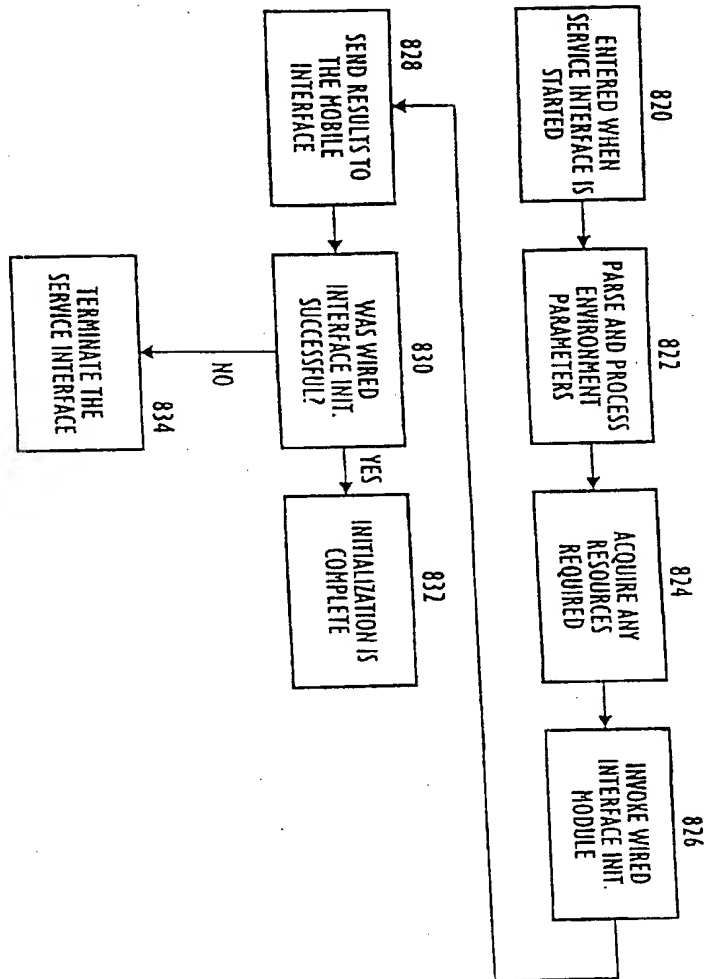 820
ENTERED WHEN
SERVICE INTERFACE IS
STARTED
822
PARSE AND PROCESS
ENVIRONMENT
PARAMETERS
824
ACQUIRE ANY
RESOURCES
REQUIRED
826
INVOKE WIRED
INTERFACE INIT.
MODULE
828
SEND RESULTS TO
THE MOBILE
INTERFACE
830
WAS WIRED
INTERFACE INIT.
SUCCESSFUL?
YES
832
INITIALIZATION IS
COMPLETE
NO
834
TERMINATE THE
SERVICE INTERFACE